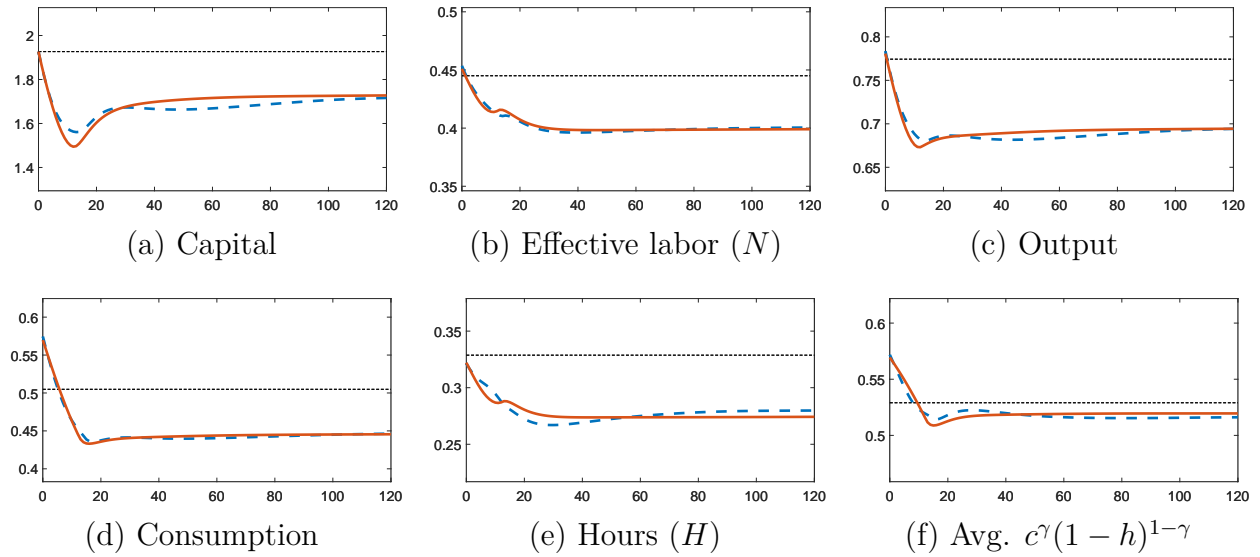 2
1.8
1.6
1.4
0 20 40 60 80 100 120
(a) Capital
0.5
0.45
0.4
0.35
0 20 40 60 80 100 120
(b) Effective labor (N)
0.8
0.75
0.7
0.65
0 20 40 60 80 100 120
(c) Output
0.6
0.55
0.5
0.45
0.4
0 20 40 60 80 100 120
(d) Consumption
0.35
0.3
0.25
0 20 40 60 80 100 120
(e) Hours (H)
0.6
0.55
0.5
0 20 40 60 80 100 120
(f) Avg. c^γ(1 − h)^{1−γ}